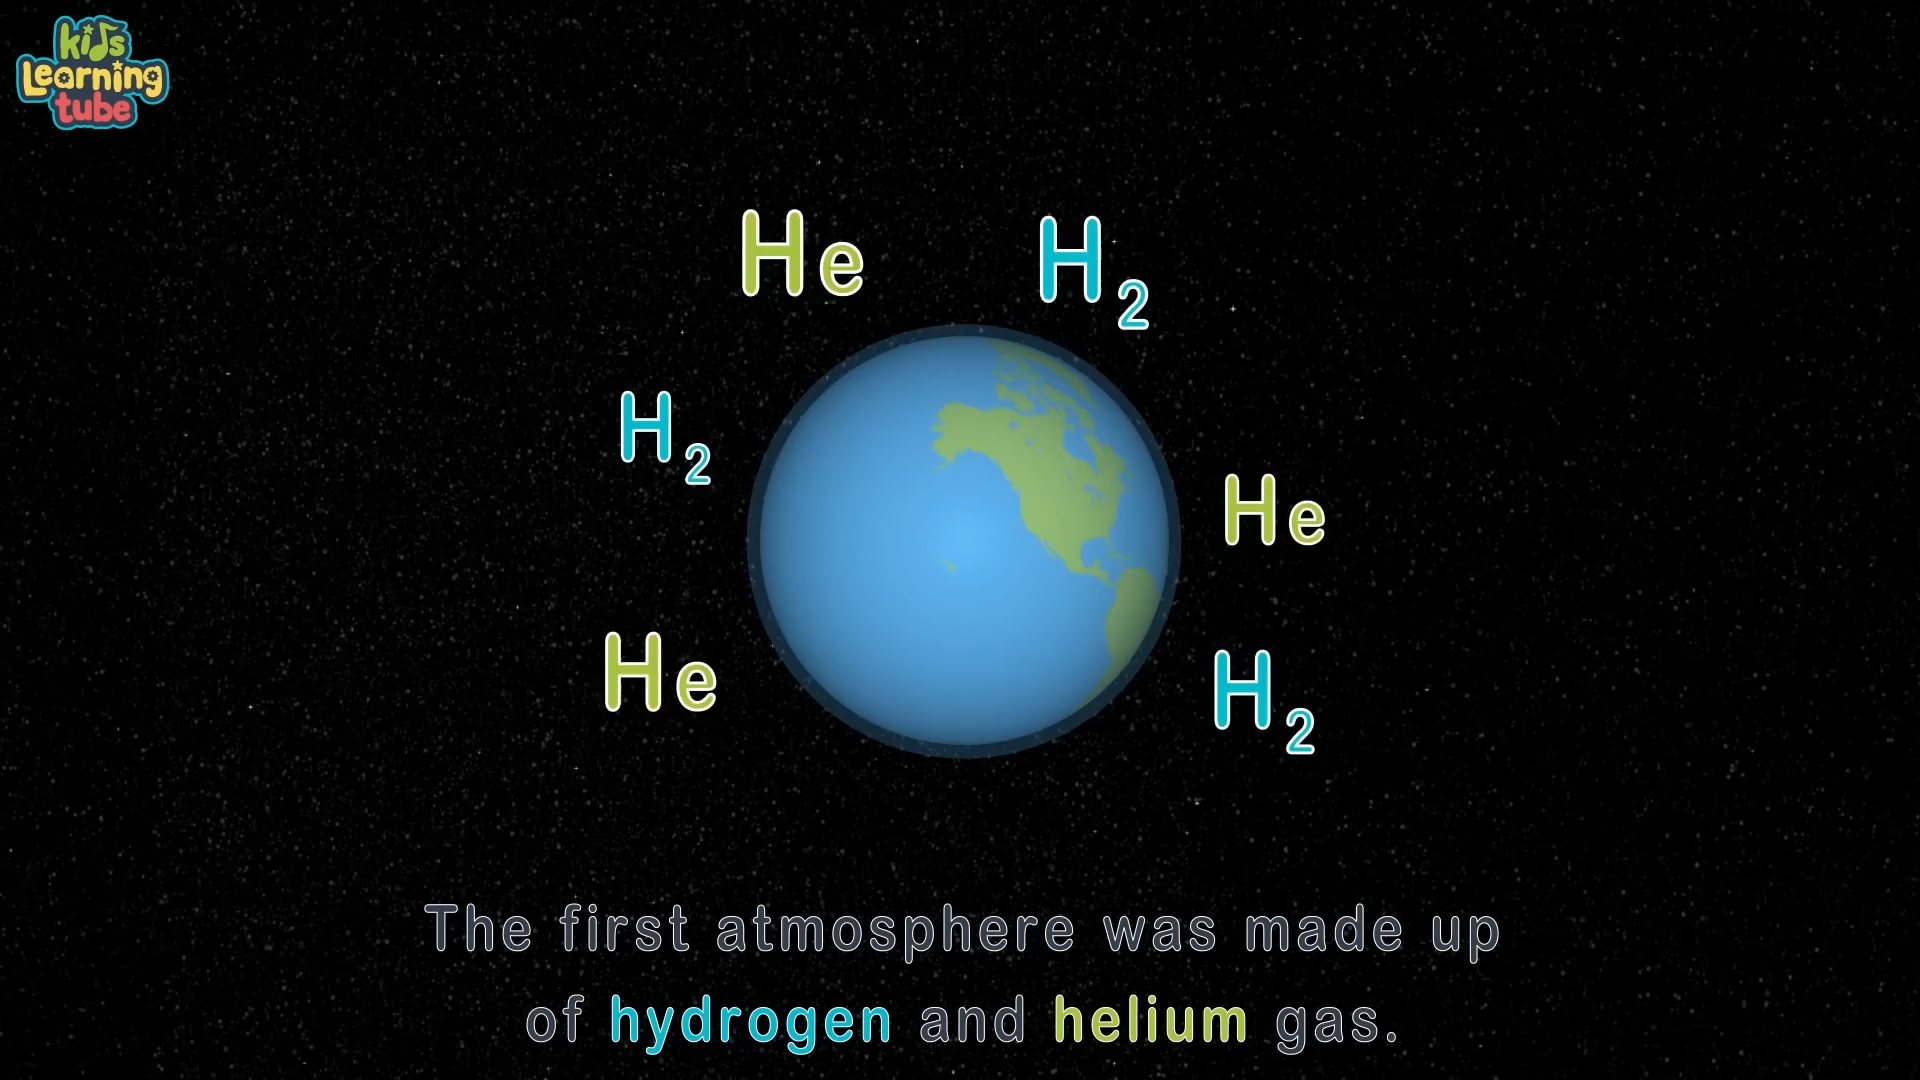 kids
Learning
tube
He
H2
H2
He
He
H2
The first atmosphere was made up
of hydrogen and helium gas.